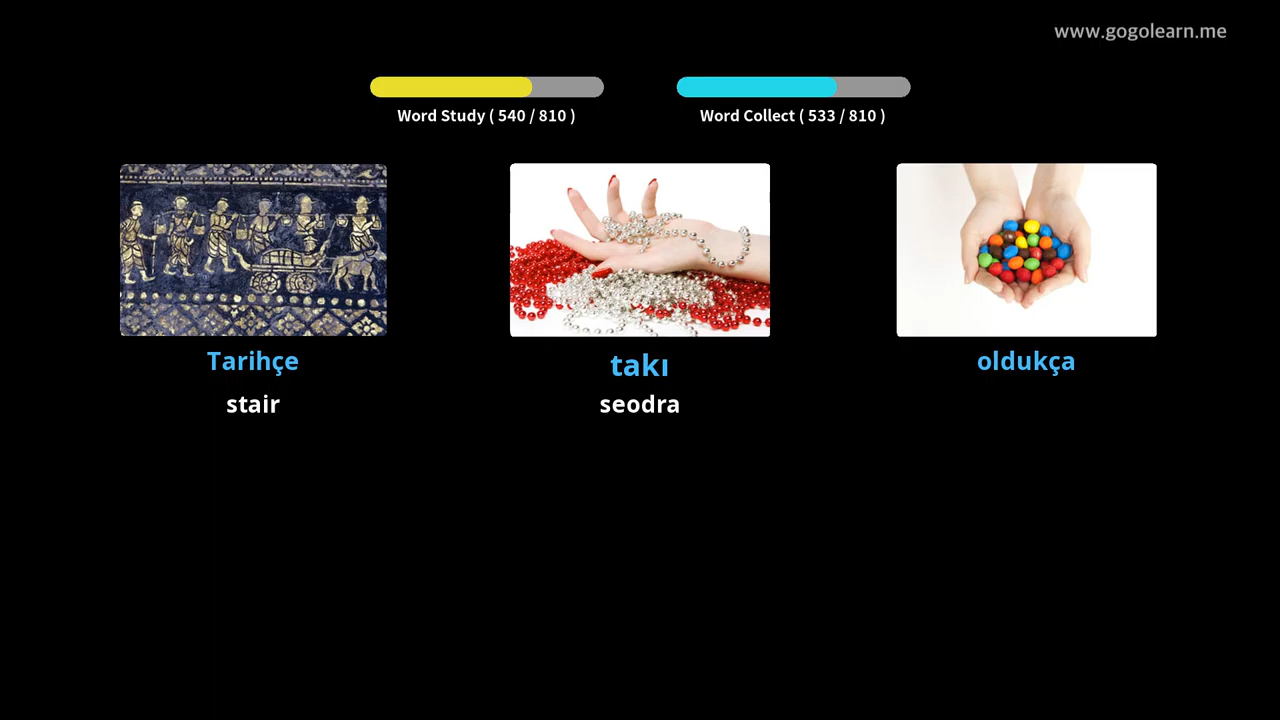 www.gogolearn.me
Word Study ( 540 / 810 )
Word Collect ( 533 / 810 )
Tarihçe
takı
oldukça
stair
seodra